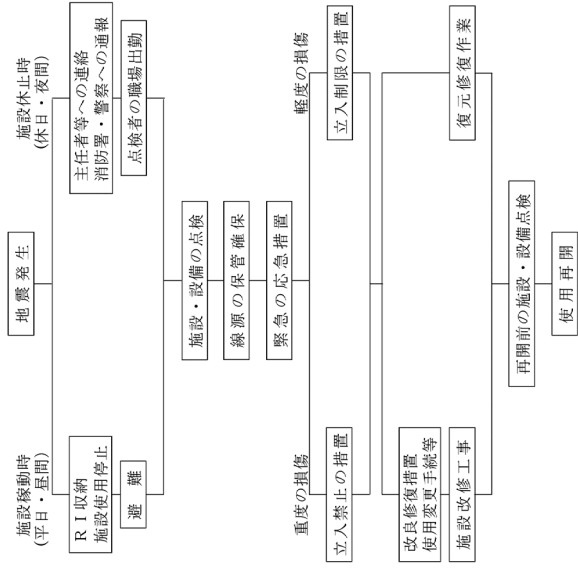 地震発生
施設稼動時
(平日・昼間)
施設休止時
(休日・夜間)
RI収納
施設使用停止
避難
主任者等への連絡
消防署・警察への通報
点検者の職場出勤
施設・設備の点検
線源の保管確保
緊急の応急措置
重度の損傷
軽度の損傷
立入禁止の措置
立入制限の措置
改良修復措置
使用変更手続等
施設改修工事
復元修復作業
再開前の施設・設備点検
使用再開